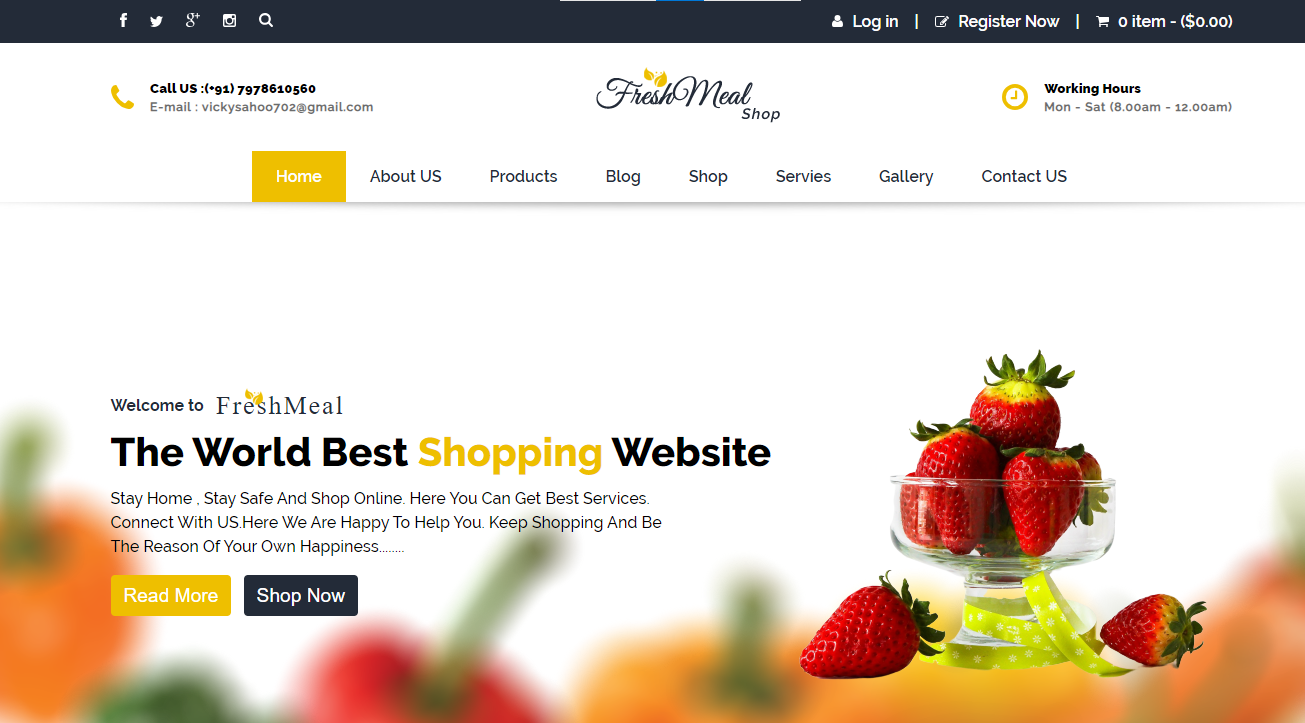 Log in | Register Now | 0 item - ($0.00)
Call US :(+91) 7978610560
E-mail : vickysahoo702@gmail.com
FreshMeal
Shop
Working Hours
Mon - Sat (8.00am - 12.00am)
Home About US Products Blog Shop Servies Gallery Contact US
Welcome to FreshMeal
The World Best Shopping Website
Stay Home , Stay Safe And Shop Online. Here You Can Get Best Services.
Connect With US.Here We Are Happy To Help You. Keep Shopping And Be
The Reason Of Your Own Happiness........
Read More Shop Now